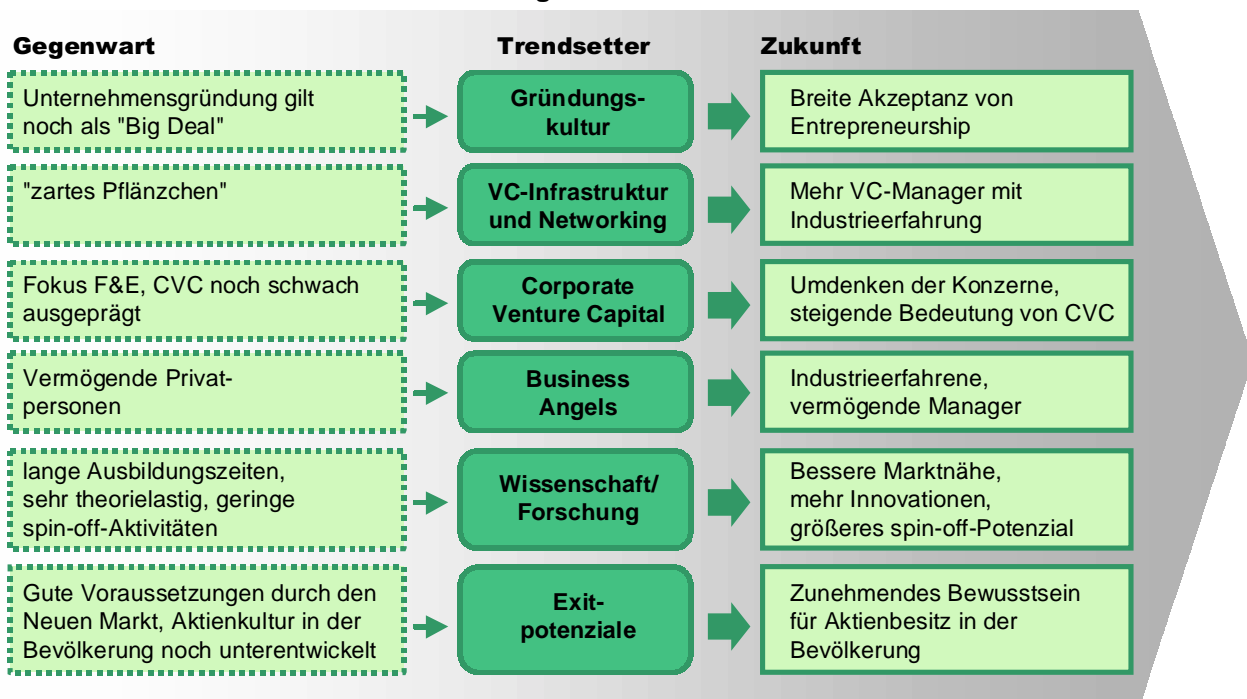 Gegenwart
Trendsetter
Zukunft
Unternehmensgründung gilt
noch als "Big Deal"
Gründungs-
kultur
Breite Akzeptanz von
Entrepreneurship
"zartes Pflänzchen"
VC-Infrastruktur
und Networking
Mehr VC-Manager mit
Industrieerfahrung
Fokus F&E, CVC noch schwach
ausgeprägt
Corporate
Venture Capital
Umdenken der Konzerne,
steigende Bedeutung von CVC
Vermögende Privat-
personen
Business
Angels
Industrieerfahrene,
vermögende Manager
lange Ausbildungszeiten,
sehr theorielastig, geringe
spin-off-Aktivitäten
Wissenschaft/
Forschung
Bessere Marktnähe,
mehr Innovationen,
größeres spin-off-Potenzial
Gute Voraussetzungen durch den
Neuen Markt, Aktienkultur in der
Bevölkerung noch unterentwickelt
Exit-
potenziale
Zunehmendes Bewusstsein
für Aktienbesitz in der
Bevölkerung